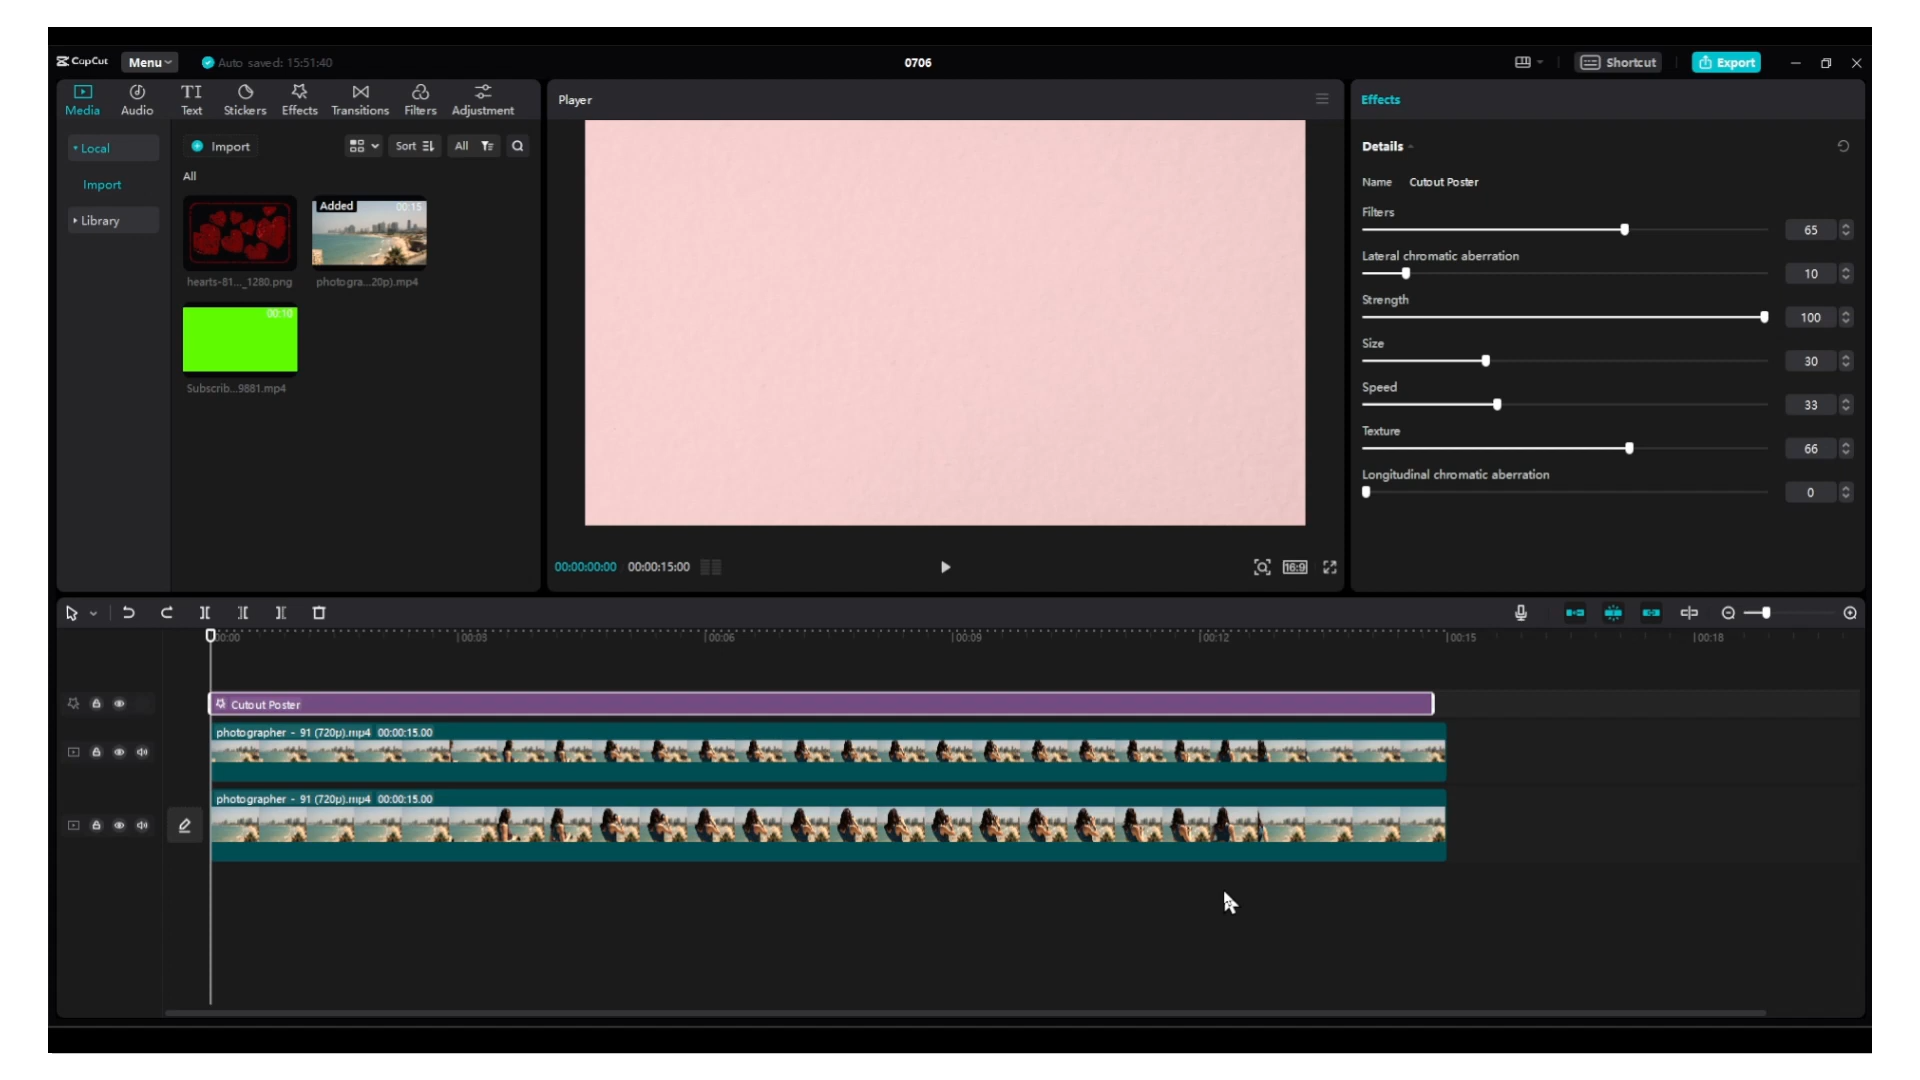 CapCut Menu Auto saved: 15:51:40 0706 Shortcut Export
Media Audio Text Stickers Effects Transitions Filters Adjustment
Local
Import
Library
Import Sort All
All
Added 00:15
hearts-81..._1280.png photogra...20p).mp4
00:10
Subscrib...9881.mp4
Player
00:00:00:00 00:00:15:00
16:9
Effects
Details
Name Cutout Poster
Filters
65
Lateral chromatic aberration
10
Strength
100
Size
30
Speed
33
Texture
66
Longitudinal chromatic aberration
0
00:00 00:03 00:06 00:09 00:12 00:15 00:18
Cutout Poster
photographer - 91 (720p).mp4 00:00:15.00
photographer - 91 (720p).mp4 00:00:15.00